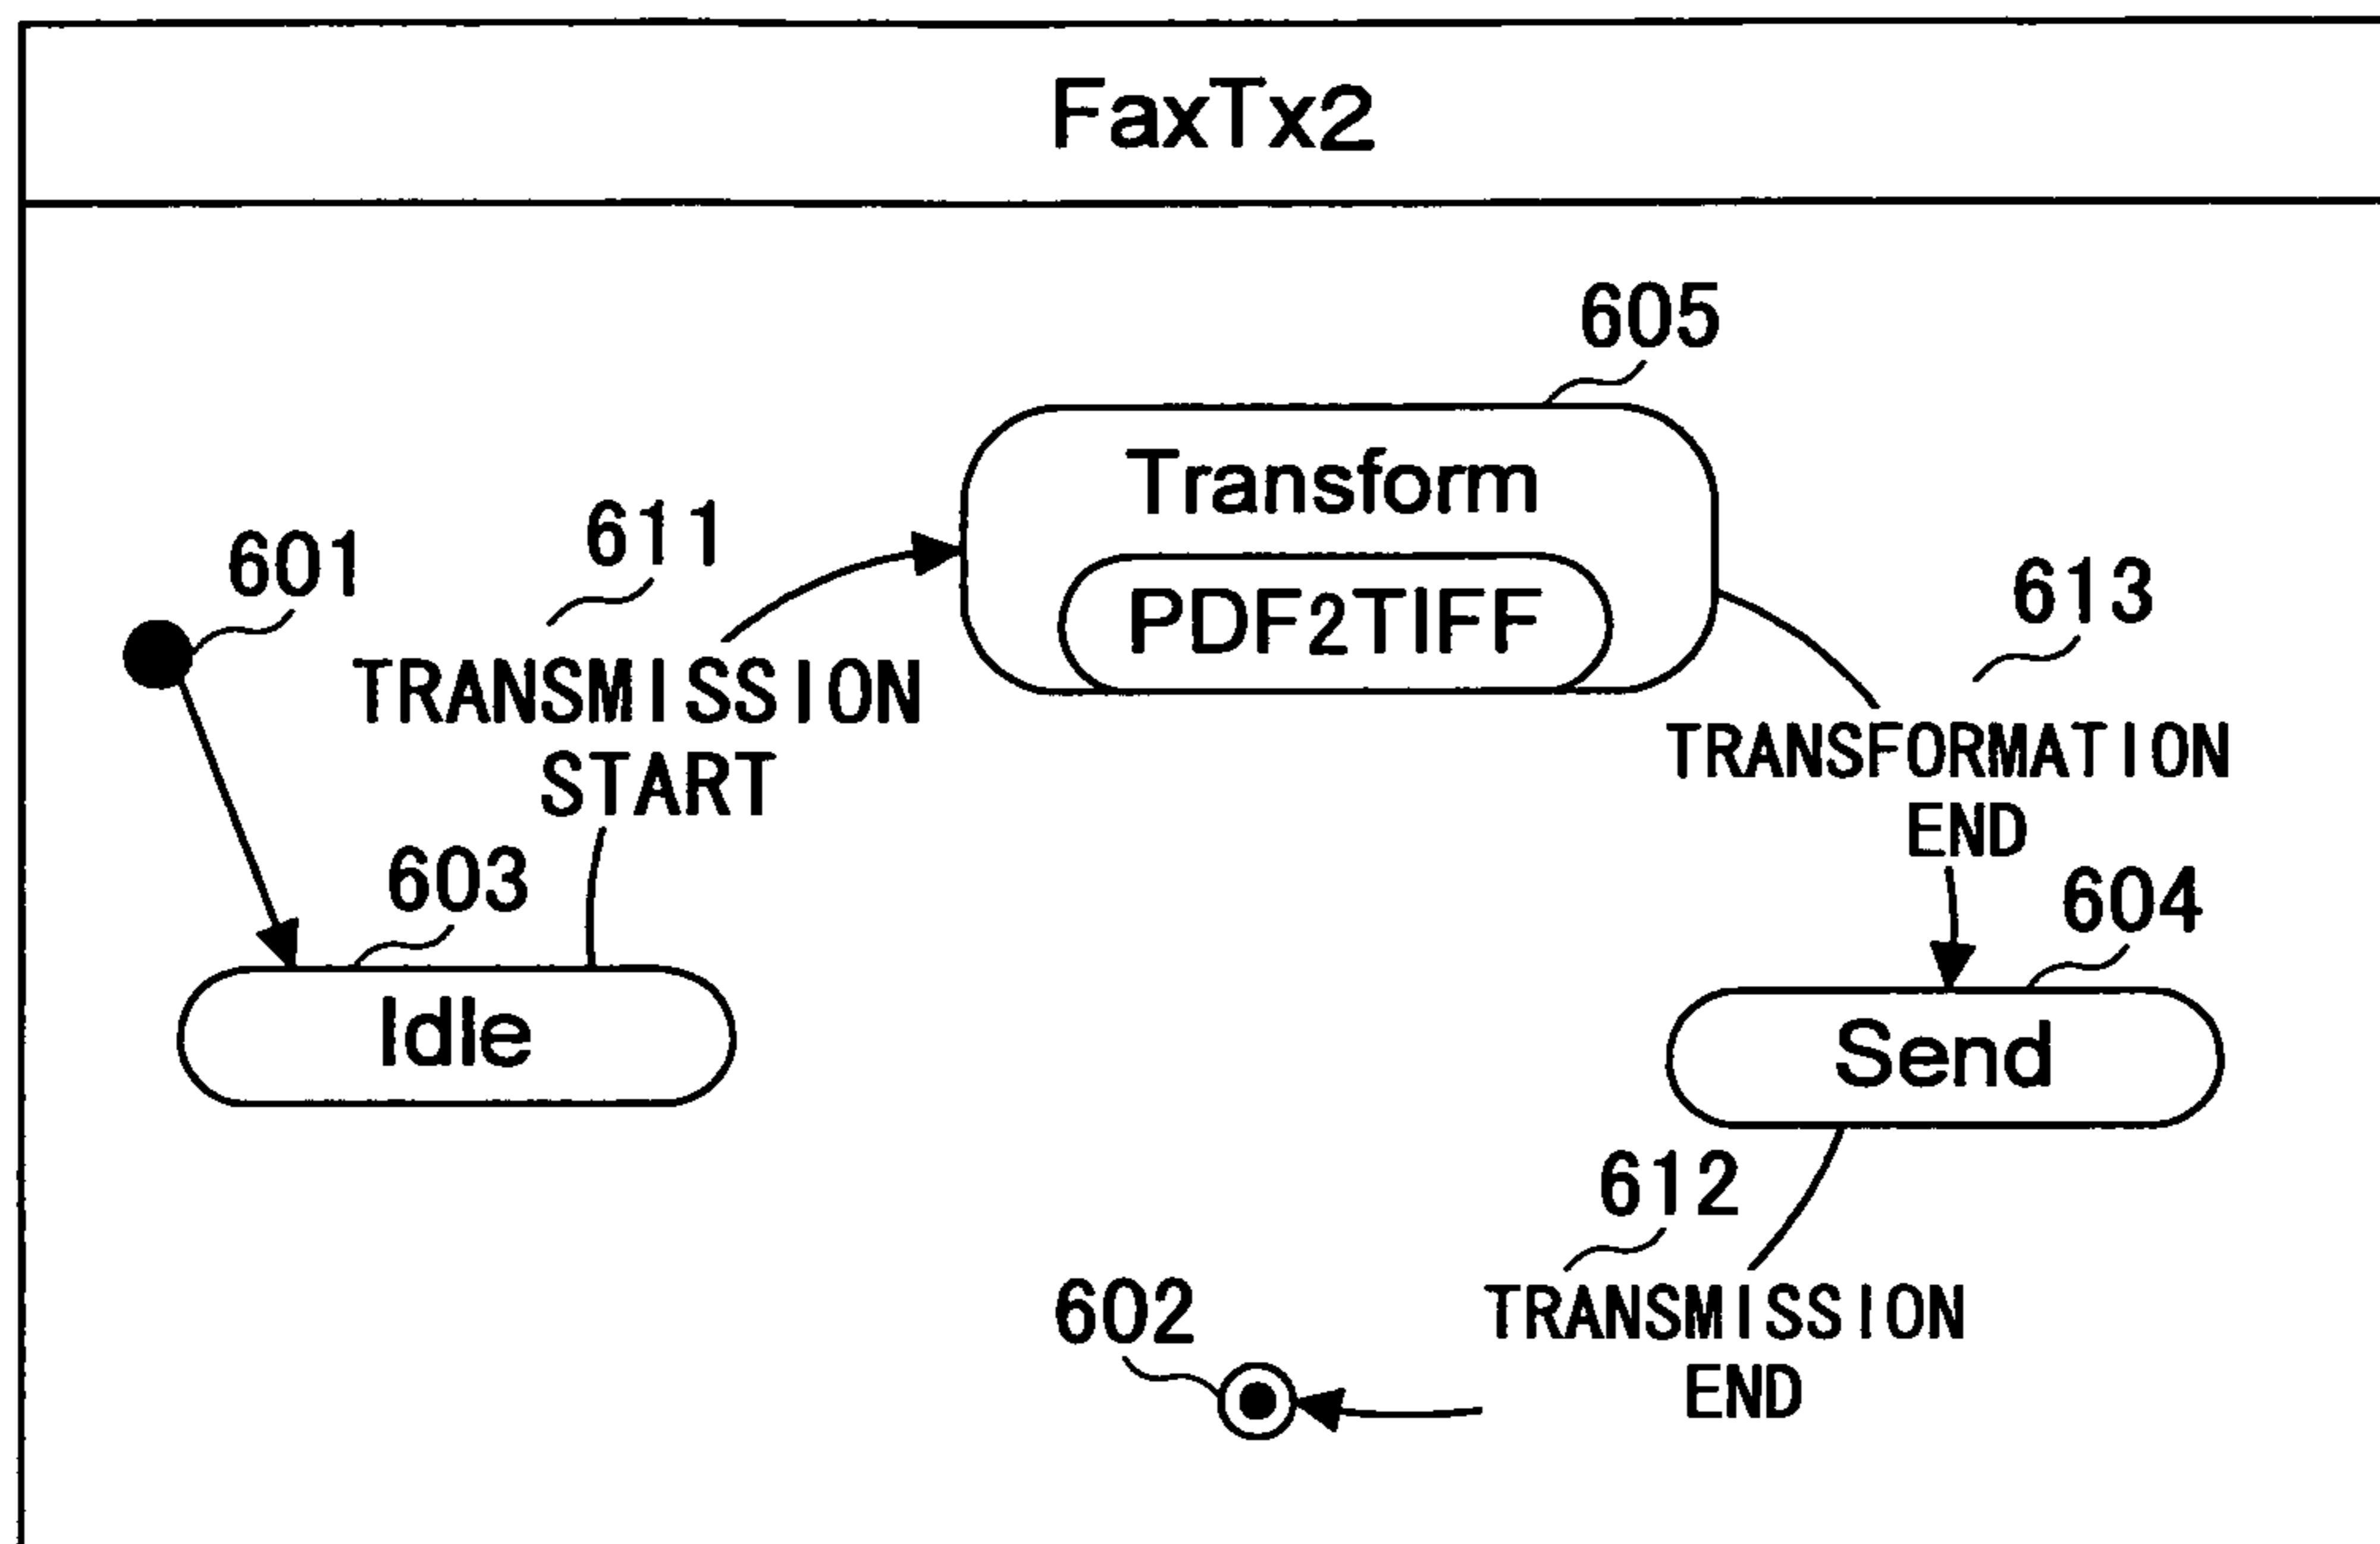 FaxTx2
605
Transform
PDF2TIFF
611
601
TRANSMISSION
START
613
TRANSFORMATION
END
603
Idle
604
Send
612
TRANSMISSION
END
602